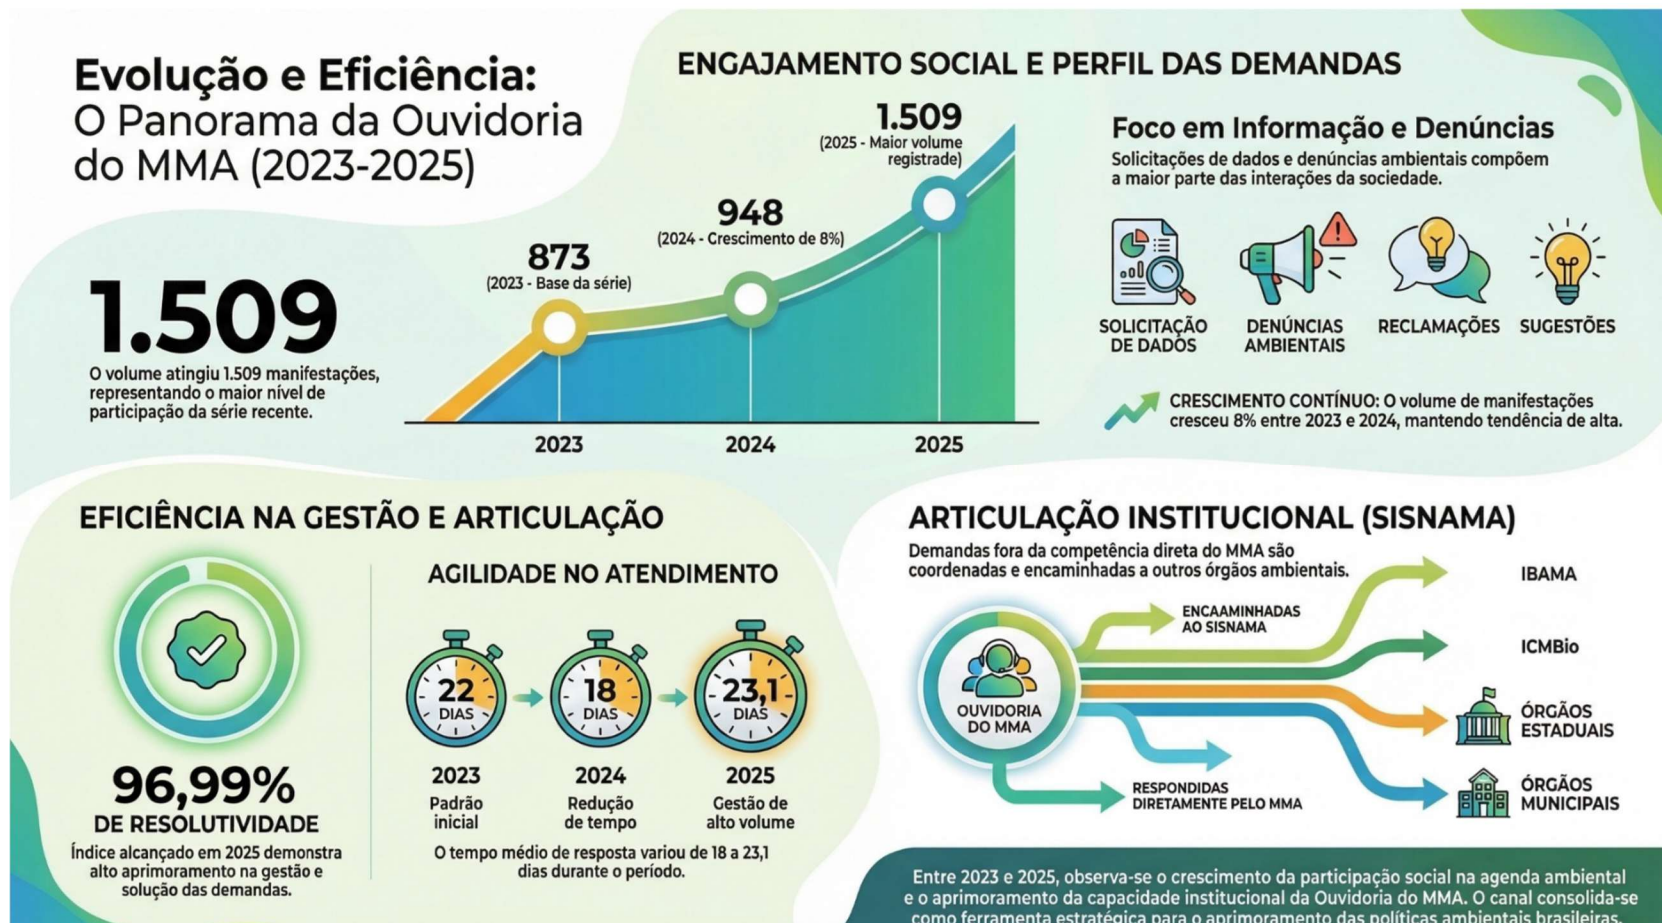 Evolução e Eficiência:
O Panorama da Ouvidoria
do MMA (2023-2025)
1.509
O volume atingiu 1.509 manifestações,
representando o maior nível de
participação da série recente.
ENGAJAMENTO SOCIAL E PERFIL DAS DEMANDAS
873
(2023 - Base da série)
948
(2024 - Crescimento de 8%)
1.509
(2025 - Maior volume
registrade)
2023
2024
2025
Foco em Informação e Denúncias
Solicitações de dados e denúncias ambientais compõem
a maior parte das interações da sociedade.
SOLICITAÇÃO
DE DADOS
DENÚNCIAS
AMBIENTAIS
RECLAMAÇÕES
SUGESTÕES
CRESCIMENTO CONTÍNUO: O volume de manifestações
cresceu 8% entre 2023 e 2024, mantendo tendência de alta.
EFICIÊNCIA NA GESTÃO E ARTICULAÇÃO
96,99%
DE RESOLUTIVIDADE
Índice alcançado em 2025 demonstra
alto aprimoramento na gestão e
solução das demandas.
AGILIDADE NO ATENDIMENTO
22
DIAS
18
DIAS
23,1
DIAS
2023
Padrão
inicial
2024
Redução
de tempo
2025
Gestão de
alto volume
O tempo médio de resposta variou de 18 a 23,1
dias durante o período.
ARTICULAÇÃO INSTITUCIONAL (SISNAMA)
Demandas fora da competência direta do MMA são
coordenadas e encaminhadas a outros órgãos ambientais.
OUVIDORIA
DO MMA
ENCAAMINHADAS
AO SISNAMA
RESPONDIDAS
DIRETAMENTE PELO MMA
IBAMA
ICMBio
ÓRGÃOS
ESTADUAIS
ÓRGÃOS
MUNICIPAIS
Entre 2023 e 2025, observa-se o crescimento da participação social na agenda ambiental
e o aprimoramento da capacidade institucional da Ouvidoria do MMA. O canal consolida-se
como ferramenta estratégica para o aprimoramento das políticas ambientais brasileiras.